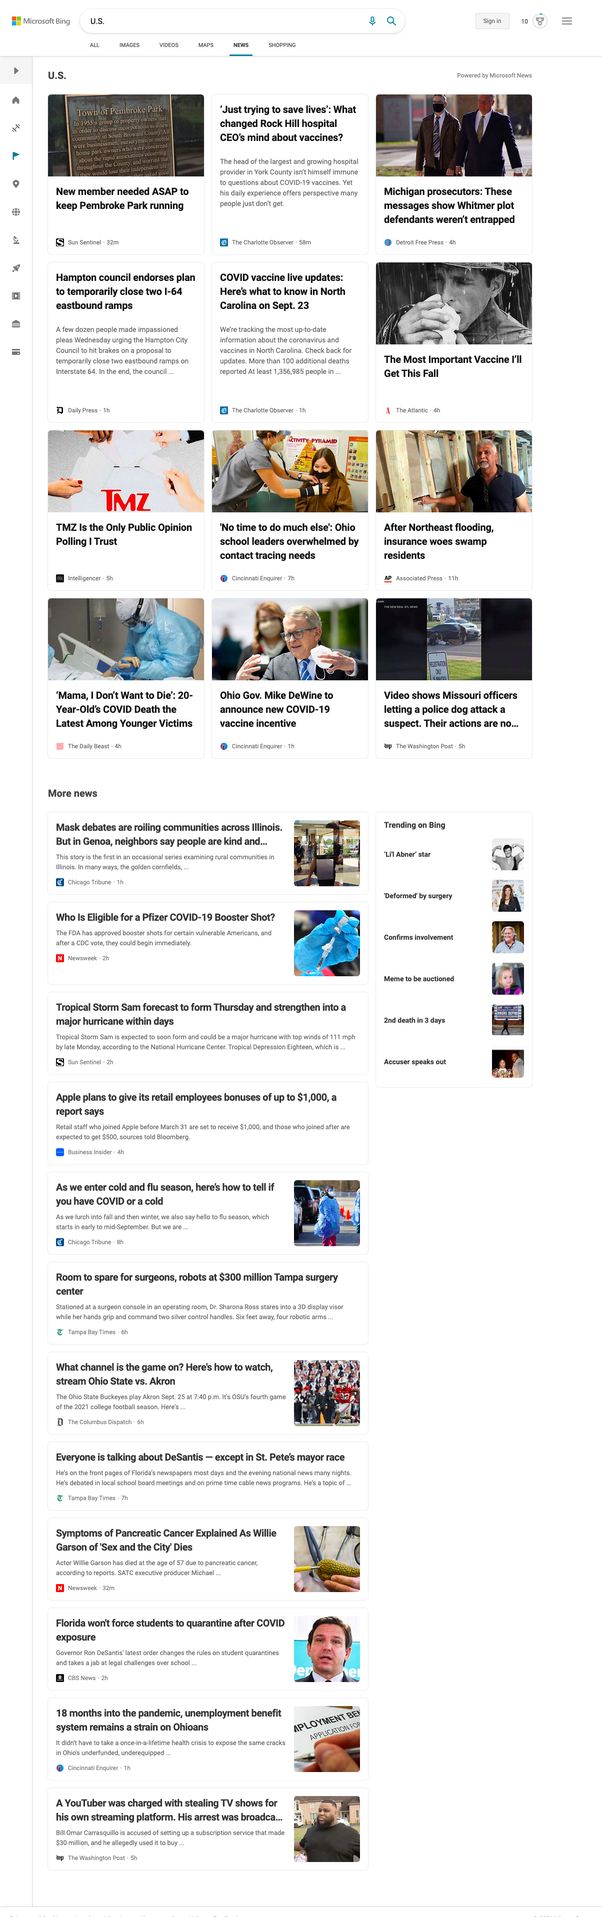 Microsoft Bing
U.S.
Sign in
10
ALL
IMAGES
VIDEOS
MAPS
NEWS
SHOPPING
U.S.
Powered by Microsoft News
Town of Pembroke Park
New member needed ASAP to
keep Pembroke Park running
Sun Sentinel · 32m
‘Just trying to save lives’: What
changed Rock Hill hospital
CEO’s mind about vaccines?
The head of the largest and growing hospital
provider in York County isn’t himself immune
to questions about COVID-19 vaccines. Yet
his daily experience offers perspective many
people just don’t get.
The Charlotte Observer · 58m
Michigan prosecutors: These
messages show Whitmer plot
defendants weren’t entrapped
Detroit Free Press · 4h
Hampton council endorses plan
to temporarily close two I-64
eastbound ramps
A few dozen people made impassioned
pleas Wednesday urging the Hampton City
Council to hit brakes on a proposal to
temporarily close two eastbound ramps on
Interstate 64. In the end, the council ...
Daily Press · 1h
COVID vaccine live updates:
Here’s what to know in North
Carolina on Sept. 23
We’re tracking the most up-to-date
information about the coronavirus and
vaccines in North Carolina. Check back for
updates. More than 100 additional deaths
reported At least 1,356,985 people in ...
The Charlotte Observer · 1h
The Most Important Vaccine I’ll
Get This Fall
The Atlantic · 4h
TMZ
TMZ Is the Only Public Opinion
Polling I Trust
Intelligencer · 5h
ACTIVITY PYRAMID
'No time to do much else': Ohio
school leaders overwhelmed by
contact tracing needs
Cincinnati Enquirer · 7h
After Northeast flooding,
insurance woes swamp
residents
AP Associated Press · 11h
‘Mama, I Don’t Want to Die’: 20-
Year-Old’s COVID Death the
Latest Among Younger Victims
The Daily Beast · 4h
Ohio Gov. Mike DeWine to
announce new COVID-19
vaccine incentive
Cincinnati Enquirer · 1h
Video shows Missouri officers
letting a police dog attack a
suspect. Their actions are no...
wp The Washington Post · 5h
More news
Mask debates are roiling communities across Illinois.
But in Genoa, neighbors say people are kind and...
This story is the first in an occasional series examining rural communities in
Illinois. In many ways, the golden cornfields, ...
Chicago Tribune · 1h
Who Is Eligible for a Pfizer COVID-19 Booster Shot?
The FDA has approved booster shots for certain vulnerable Americans, and
after a CDC vote, they could begin immediately.
N Newsweek · 2h
Tropical Storm Sam forecast to form Thursday and strengthen into a
major hurricane within days
Tropical Storm Sam is expected to soon form and could be a major hurricane with top winds of 111 mph
by late Monday, according to the National Hurricane Center. Tropical Depression Eighteen, which is ...
Sun Sentinel · 2h
Apple plans to give its retail employees bonuses of up to $1,000, a
report says
Retail staff who joined Apple before March 31 are set to receive $1,000, and those who joined after are
expected to get $500, sources told Bloomberg.
Business Insider · 4h
As we enter cold and flu season, here’s how to tell if
you have COVID or a cold
As we lurch into fall and then winter, we also say hello to flu season, which
starts in early to mid-September. But we are ...
Chicago Tribune · 8h
Room to spare for surgeons, robots at $300 million Tampa surgery
center
Stationed at a surgeon console in an operating room, Dr. Sharona Ross stares into a 3D display visor
while her hands grip and command two silver control handles. Six feet away, four robotic arms ...
Tampa Bay Times · 6h
What channel is the game on? Here's how to watch,
stream Ohio State vs. Akron
The Ohio State Buckeyes play Akron Sept. 25 at 7:40 p.m. It's OSU's fourth game
of the 2021 college football season. Here's ...
The Columbus Dispatch · 6h
Everyone is talking about DeSantis — except in St. Pete’s mayor race
He’s on the front pages of Florida’s newspapers most days and the evening national news many nights.
He’s debated in local school board meetings and on prime time cable news programs. He’s a topic of ...
Tampa Bay Times · 7h
Symptoms of Pancreatic Cancer Explained As Willie
Garson of 'Sex and the City' Dies
Actor Willie Garson has died at the age of 57 due to pancreatic cancer,
according to reports. SATC executive producer Michael ...
N Newsweek · 32m
Florida won't force students to quarantine after COVID
exposure
Governor Ron DeSantis' latest order changes the rules on student quarantines
and takes a jab at legal challenges over school ...
CBS News · 2h
18 months into the pandemic, unemployment benefit
system remains a strain on Ohioans
It didn't have to take a once-in-a-lifetime health crisis to expose the same cracks
in Ohio's underfunded, underequipped ...
Cincinnati Enquirer · 1h
A YouTuber was charged with stealing TV shows for
his own streaming platform. His arrest was broadca...
Bill Omar Carrasquillo is accused of setting up a subscription service that made
$30 million, and he allegedly used it to buy ...
wp The Washington Post · 5h
Trending on Bing
'Li'l Abner' star
'Deformed' by surgery
Confirms involvement
Meme to be auctioned
2nd death in 3 days
Accuser speaks out